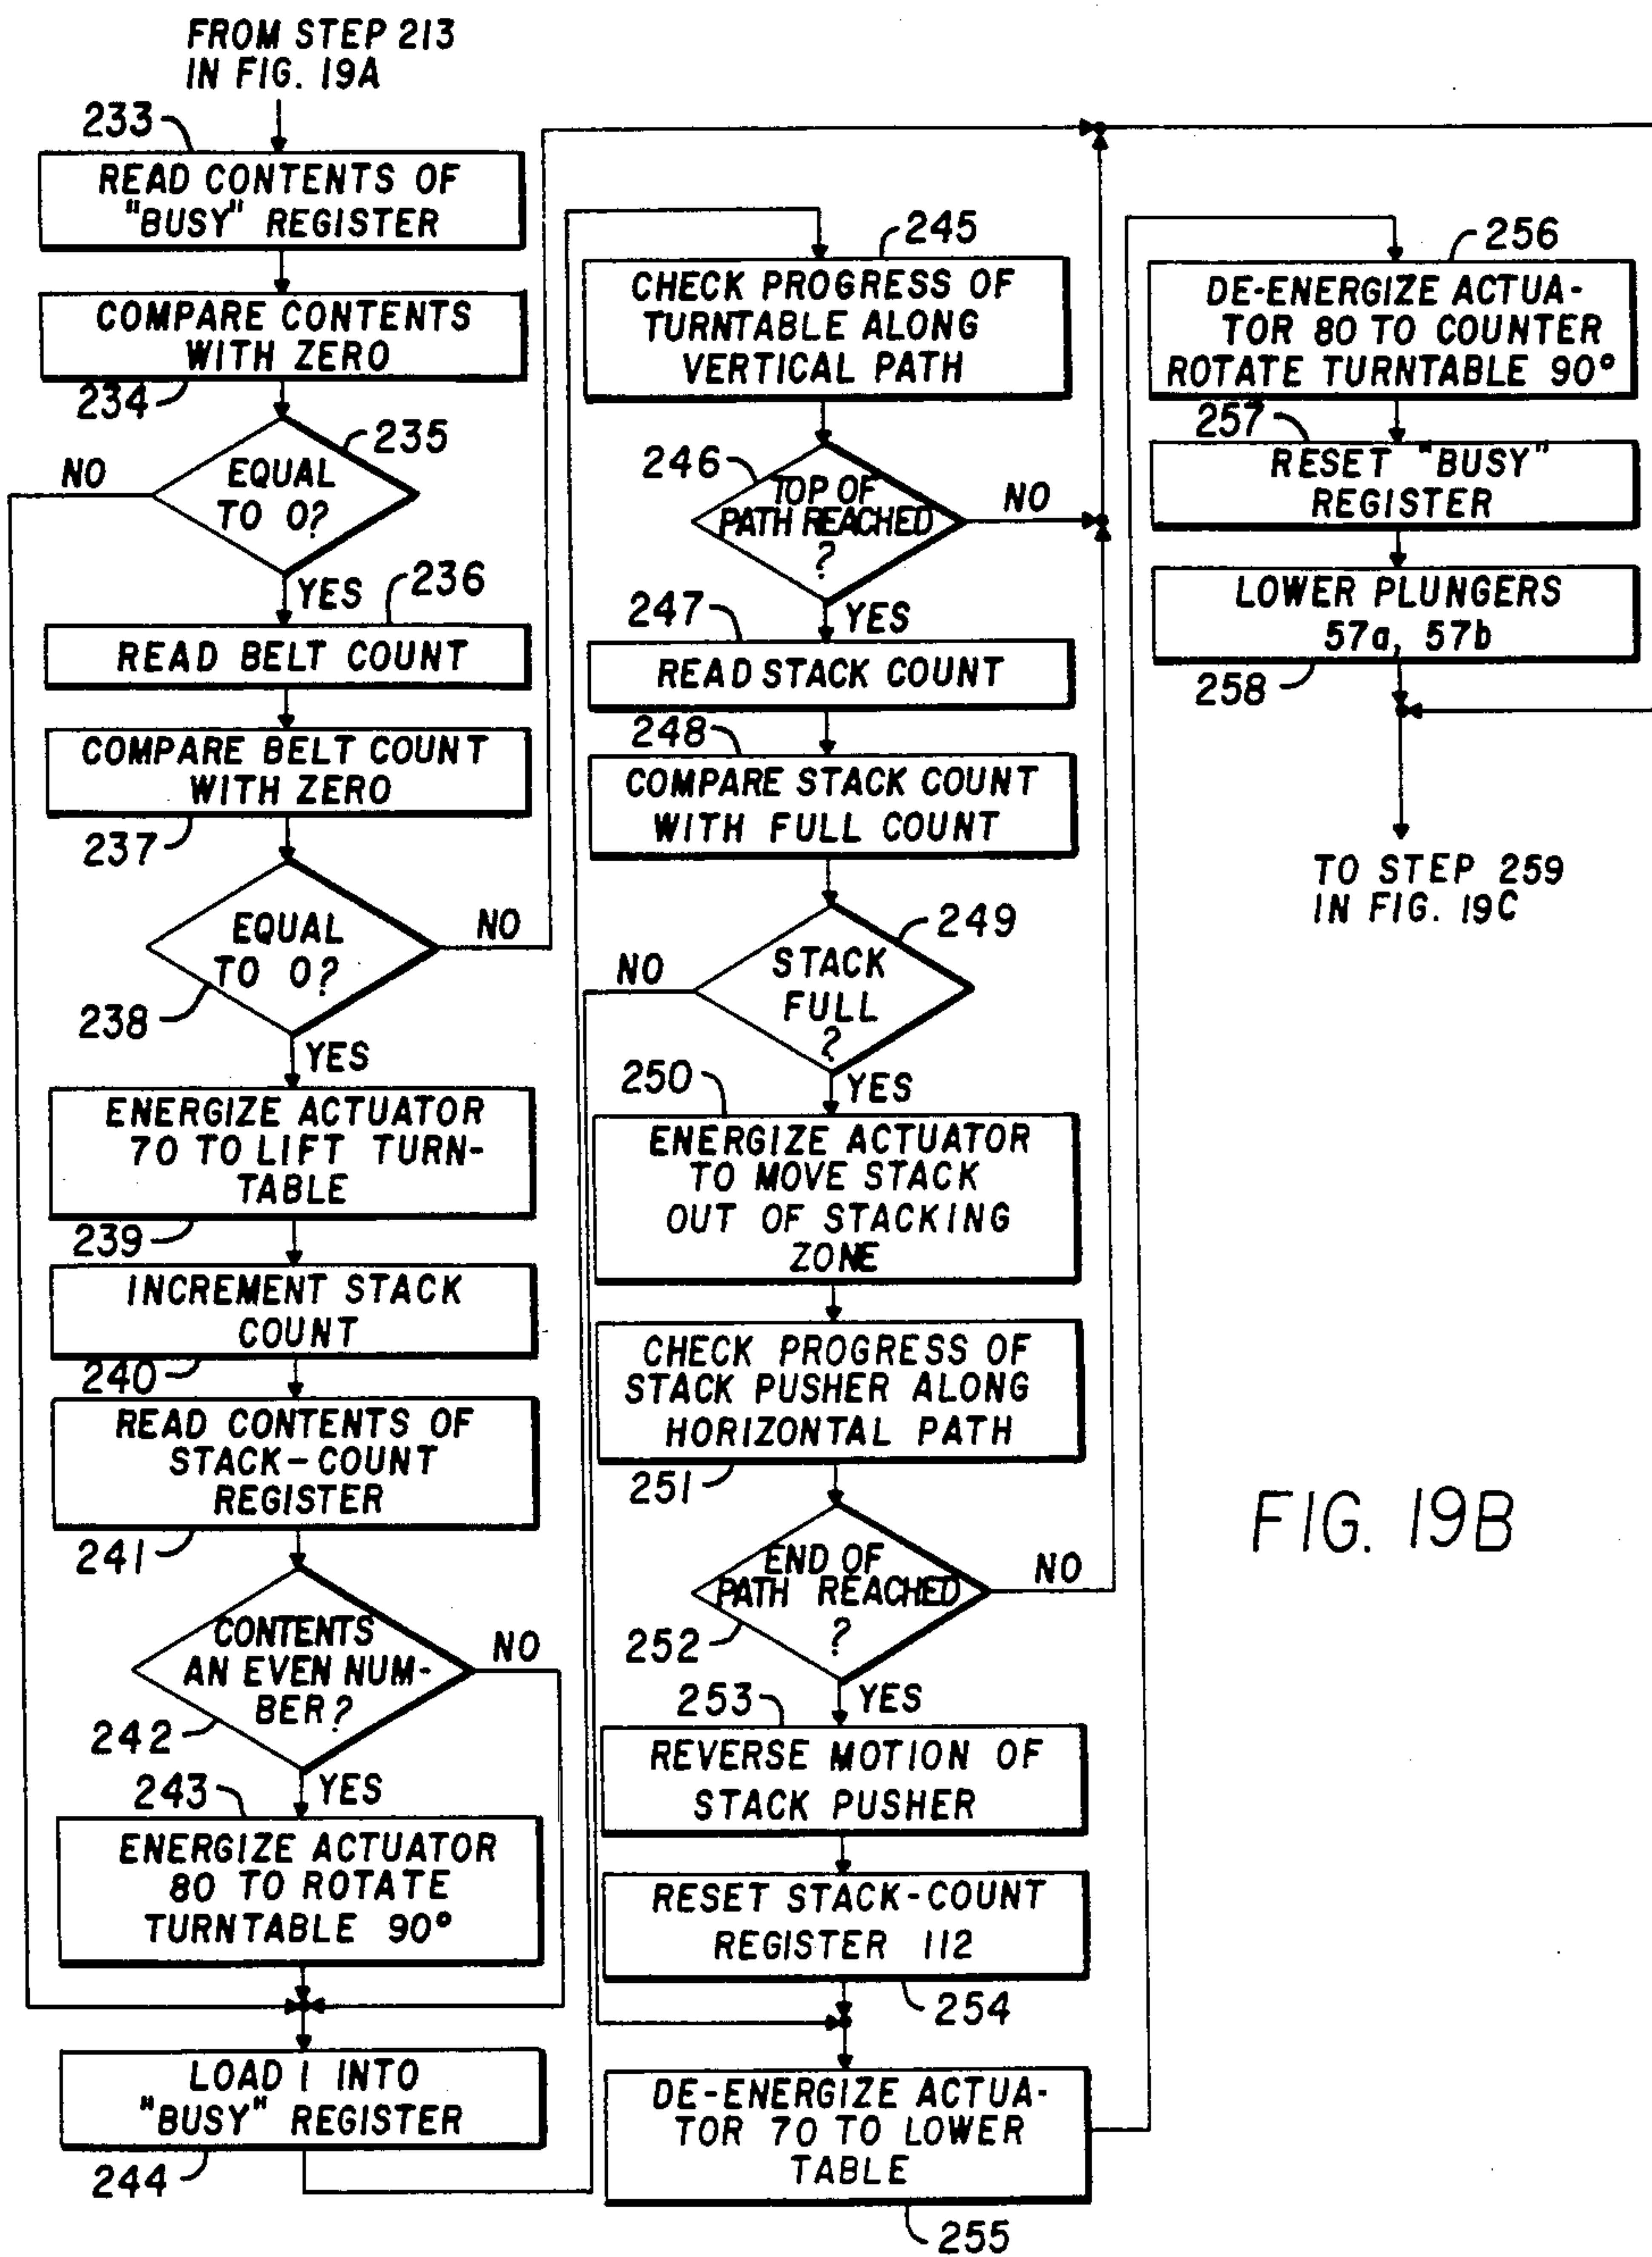 FROM STEP 213
IN FIG. 19A
233
READ CONTENTS OF
"BUSY" REGISTER
COMPARE CONTENTS
WITH ZERO
234
235
NO
EQUAL
TO 0?
YES
236
READ BELT COUNT
COMPARE BELT COUNT
WITH ZERO
237
EQUAL
TO 0?
NO
238
YES
ENERGIZE ACTUATOR
70 TO LIFT TURN-
TABLE
239
INCREMENT STACK
COUNT
240
READ CONTENTS OF
STACK-COUNT
REGISTER
241
CONTENTS
AN EVEN NUM-
BER?
NO
242
YES
243
ENERGIZE ACTUATOR
80 TO ROTATE
TURNTABLE 90°
LOAD 1 INTO
"BUSY" REGISTER
244
245
CHECK PROGRESS OF
TURNTABLE ALONG
VERTICAL PATH
246
TOP OF
PATH REACHED
?
NO
YES
247
READ STACK COUNT
248
COMPARE STACK COUNT
WITH FULL COUNT
249
NO
STACK
FULL
?
YES
250
ENERGIZE ACTUATOR
TO MOVE STACK
OUT OF STACKING
ZONE
CHECK PROGRESS OF
STACK PUSHER ALONG
HORIZONTAL PATH
251
END OF
PATH REACHED
?
NO
252
YES
253
REVERSE MOTION OF
STACK PUSHER
RESET STACK-COUNT
REGISTER 112
254
DE-ENERGIZE ACTUA-
TOR 70 TO LOWER
TABLE
255
256
DE-ENERGIZE ACTUA-
TOR 80 TO COUNTER
ROTATE TURNTABLE 90°
257
RESET "BUSY"
REGISTER
LOWER PLUNGERS
57a, 57b
258
TO STEP 259
IN FIG. 19C
FIG. 19B